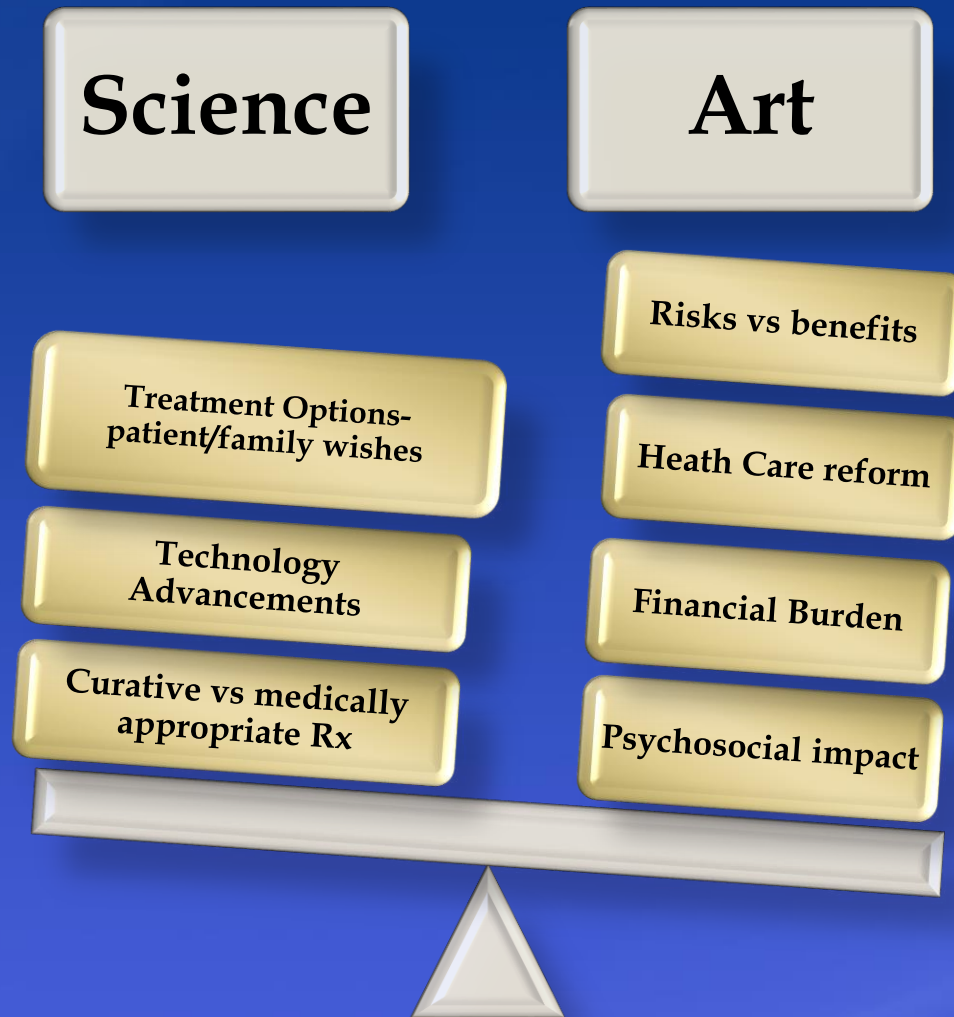 Science
Art
Treatment Options-
patient/family wishes
Technology
Advancements
Curative vs medically
appropriate Rx
Risks vs benefits
Heath Care reform
Financial Burden
Psychosocial impact